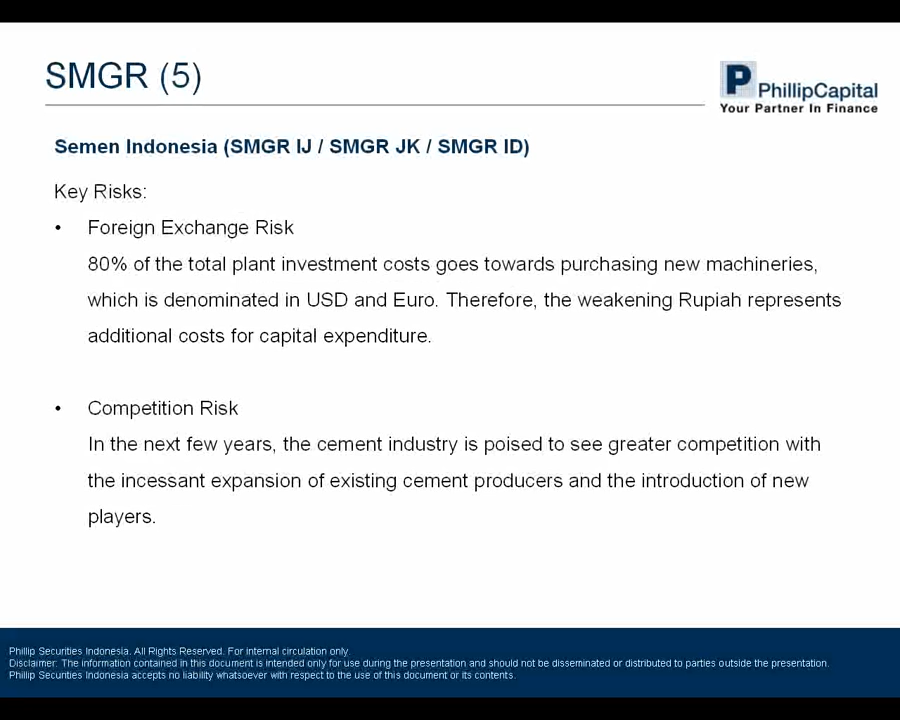 SMGR (5)
P PhillipCapital
Your Partner In Finance
Semen Indonesia (SMGR IJ / SMGR JK / SMGR ID)
Key Risks:
• Foreign Exchange Risk
80% of the total plant investment costs goes towards purchasing new machineries,
which is denominated in USD and Euro. Therefore, the weakening Rupiah represents
additional costs for capital expenditure.
• Competition Risk
In the next few years, the cement industry is poised to see greater competition with
the incessant expansion of existing cement producers and the introduction of new
players.
Phillip Securities Indonesia. All Rights Reserved. For internal circulation only.
Disclaimer: The information contained in this document is intended only for use during the presentation and should not be disseminated or distributed to parties outside the presentation.
Phillip Securities Indonesia accepts no liability whatsoever with respect to the use of this document or its contents.